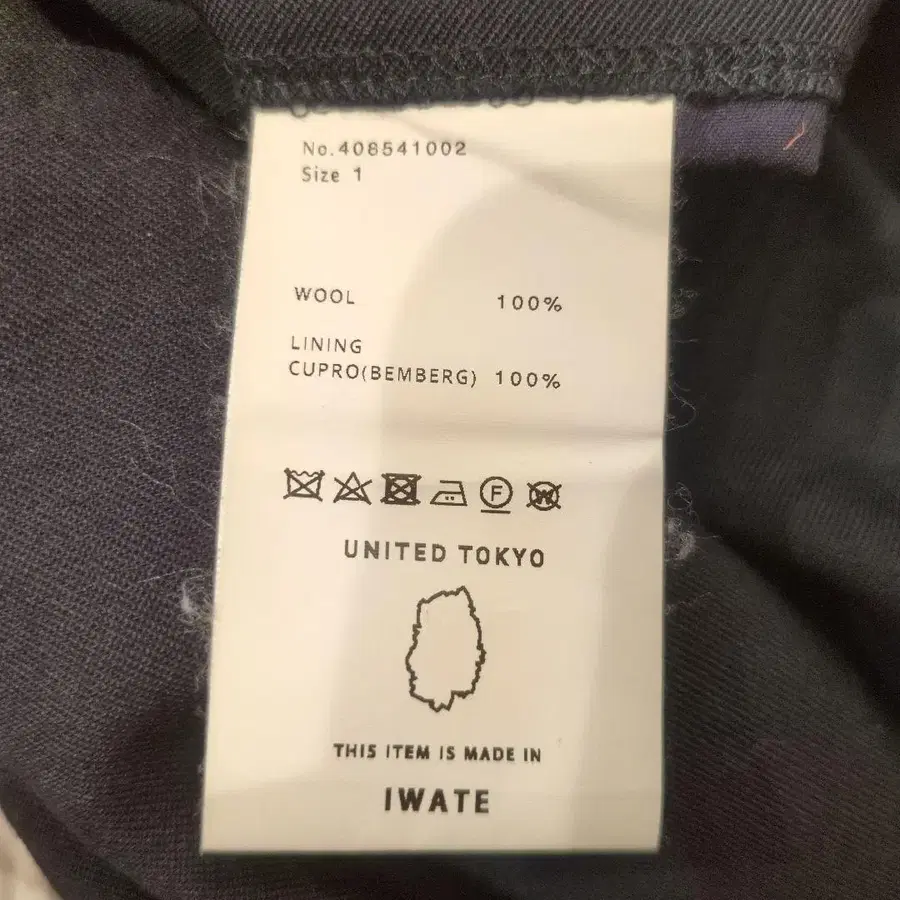 No.408541002
Size 1
WOOL 100%
LINING
CUPRO(BEMBERG) 100%
F W
UNITED TOKYO
THIS ITEM IS MADE IN
IWATE